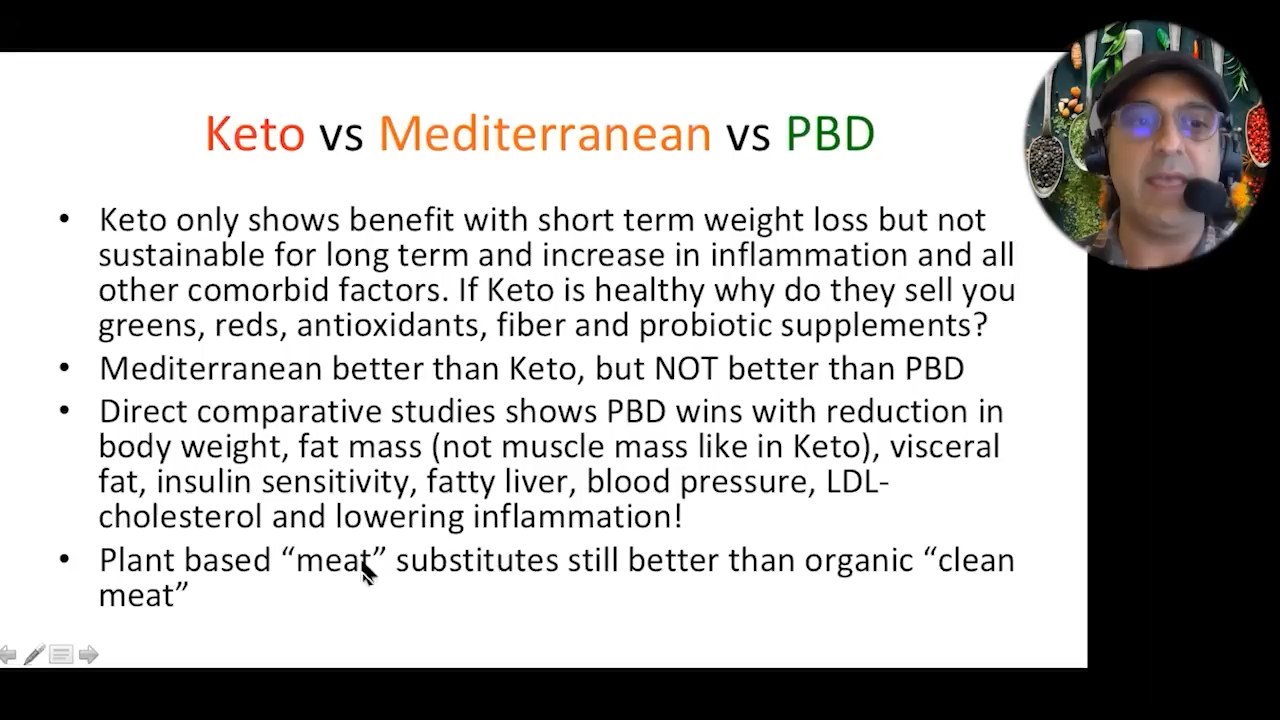 Keto vs Mediterranean vs PBD
• Keto only shows benefit with short term weight loss but not
sustainable for long term and increase in inflammation and all
other comorbid factors. If Keto is healthy why do they sell you
greens, reds, antioxidants, fiber and probiotic supplements?
• Mediterranean better than Keto, but NOT better than PBD
• Direct comparative studies shows PBD wins with reduction in
body weight, fat mass (not muscle mass like in Keto), visceral
fat, insulin sensitivity, fatty liver, blood pressure, LDL-
cholesterol and lowering inflammation!
• Plant based “meat” substitutes still better than organic “clean
meat”